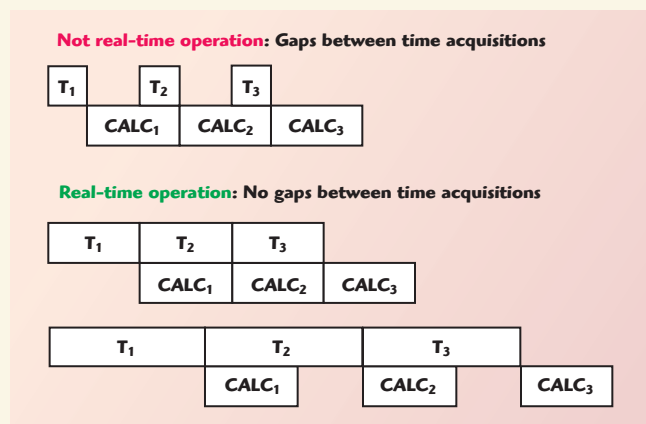 Not real-time operation: Gaps between time acquisitions
T₁ T₂ T₃
CALC₁ CALC₂ CALC₃
Real-time operation: No gaps between time acquisitions
T₁ T₂ T₃
CALC₁ CALC₂ CALC₃
T₁ T₂ T₃
CALC₁ CALC₂ CALC₃